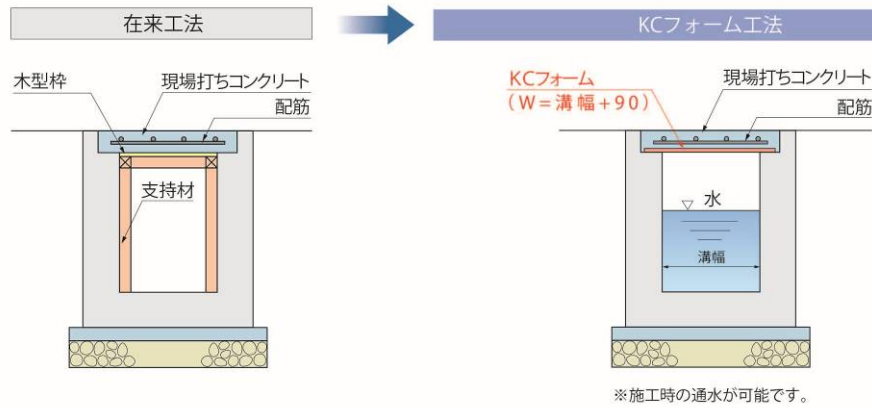 在来工法
KCフォーム工法
木型枠
現場打ちコンクリート
配筋
支持材
KCフォーム
(W=溝幅+90)
現場打ちコンクリート
配筋
水
溝幅
※施工時の通水が可能です。